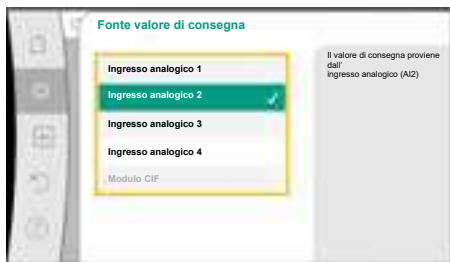 Fonte valore di consegna
Ingresso analogico 1
Ingresso analogico 2
Ingresso analogico 3
Ingresso analogico 4
Modulo CIF
Il valore di consegna proviene
dall'
ingresso analogico (AI2)